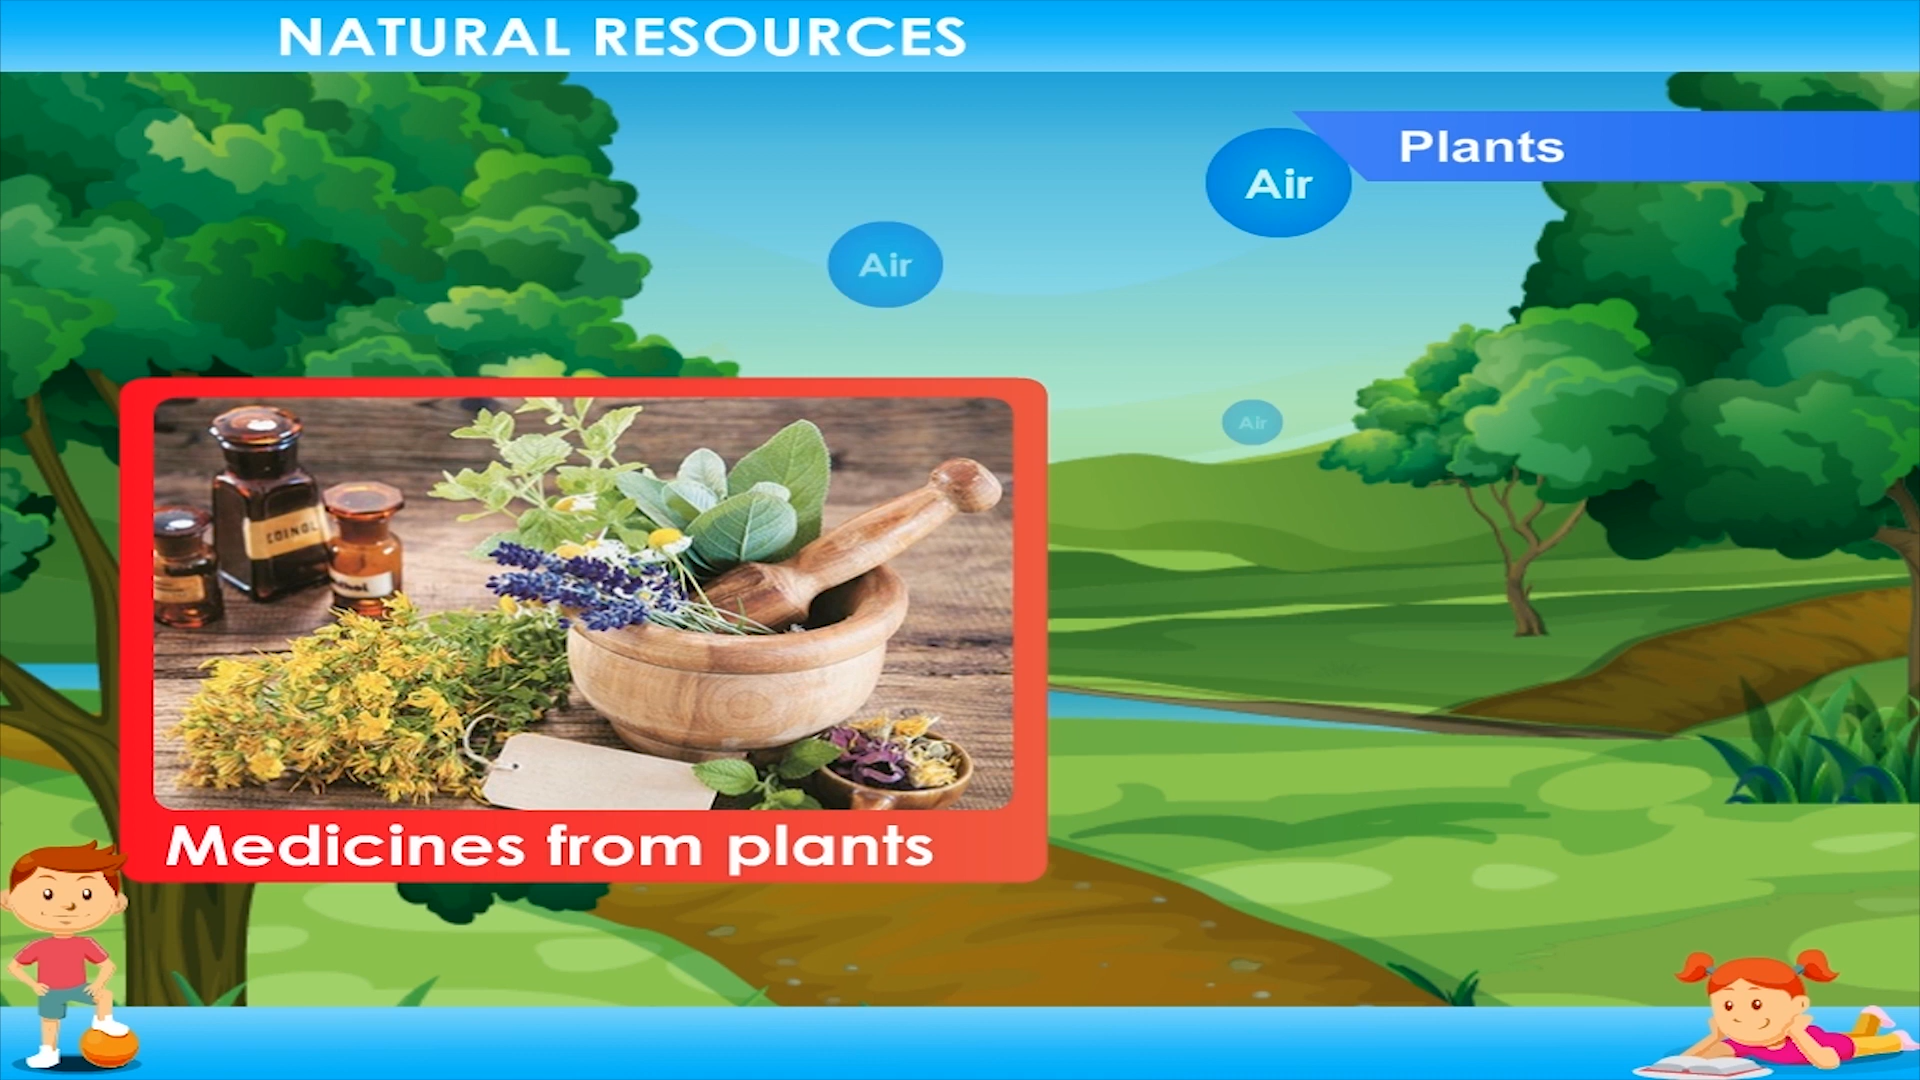 NATURAL RESOURCES
Plants
Air
Air
Air
Medicines from plants